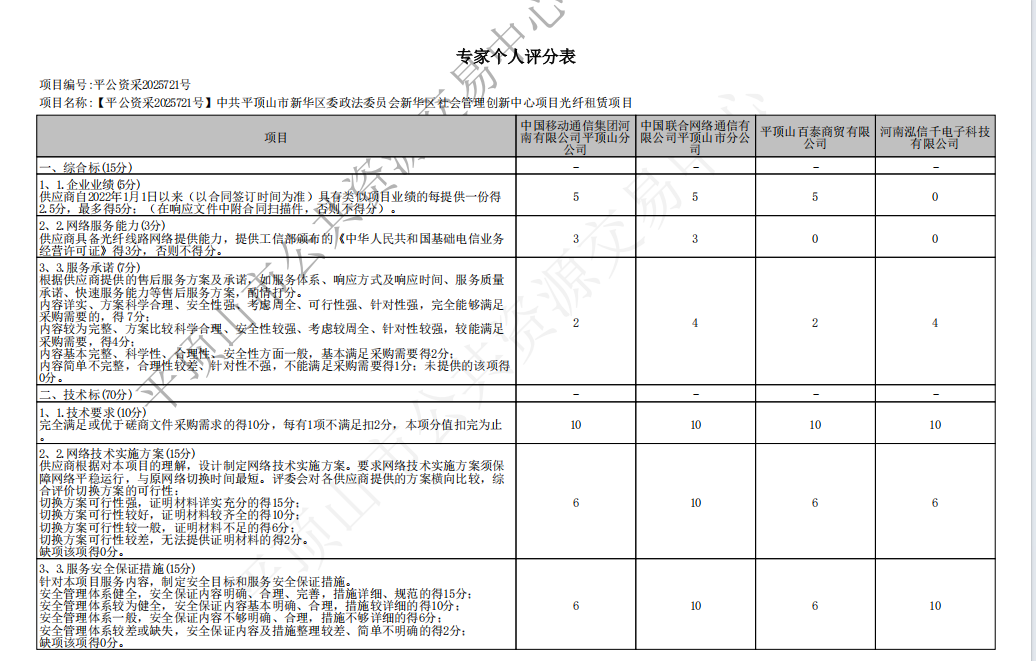 专家个人评分表
项目编号:平公资采2025721号
项目名称:【平公资采2025721号】中共平顶山市新华区委政法委员会新华区社会管理创新中心项目光纤租赁项目
项目
中国移动通信集团河南有限公司平顶山分公司
中国联合网络通信有限公司平顶山市分公司
平顶山百泰商贸有限公司
河南泓信千电子科技有限公司
一、综合标(15分) – – – –
1、1.企业业绩(5分)
供应商自2022年1月1日以来（以合同签订时间为准）具有类似项目业绩的每提供一份得
2.5分，最多得5分；（在响应文件中附合同扫描件，否则不得分）。
5 5 5 0
2、2.网络服务能力(3分)
供应商具备光纤线路网络提供能力，提供工信部颁布的《中华人民共和国基础电信业务
经营许可证》得3分，否则不得分。
3 3 0 0
3、3.服务承诺(7分)
根据供应商提供的售后服务方案及承诺，如服务体系、响应方式及响应时间、服务质量
承诺、快速服务能力等售后服务方案，酌情打分。
内容详实、方案科学合理、安全性强、考虑周全、可行性强、针对性强，完全能够满足
采购需要的，得 7分；
内容较为完整、方案比较科学合理、安全性较强、考虑较周全、针对性较强，较能满足
采购需要，得4分；
内容基本完整、科学性、合理性、安全性方面一般，基本满足采购需要得2分；
内容简单不完整，合理性较差、针对性不强，不能满足采购需要得1分；未提供的该项得
0分。
2 4 2 4
二、技术标(70分) – – – –
1、1.技术要求(10分)
完全满足或优于磋商文件采购需求的得10分，每有1项不满足扣2分，本项分值扣完为止
。
10 10 10 10
2、2.网络技术实施方案(15分)
供应商根据对本项目的理解，设计制定网络技术实施方案。要求网络技术实施方案须保
障网络平稳运行，与原网络切换时间最短。评委会对各供应商提供的方案横向比较，综
合评价切换方案的可行性：
切换方案可行性强，证明材料详实充分的得15分；
切换方案可行性较好，证明材料较齐全的得10分；
切换方案可行性较一般，证明材料不足的得6分；
切换方案可行性较差，无法提供证明材料的得2分。
缺项该项得0分。
6 10 6 6
3、3.服务安全保证措施(15分)
针对本项目服务内容，制定安全目标和服务安全保证措施。
安全管理体系健全，安全保证内容明确、合理、完善，措施详细、规范的得15分；
安全管理体系较为健全，安全保证内容基本明确、合理，措施较详细的得10分；
安全管理体系一般，安全保证内容不够明确、合理，措施不够详细的得6分；
安全管理体系较差或缺失，安全保证内容及措施整理较差、简单不明确的得2分；
缺项该项得0分。
6 10 6 10
平顶山市公共资源交易中心
平顶山市公共资源交易中心